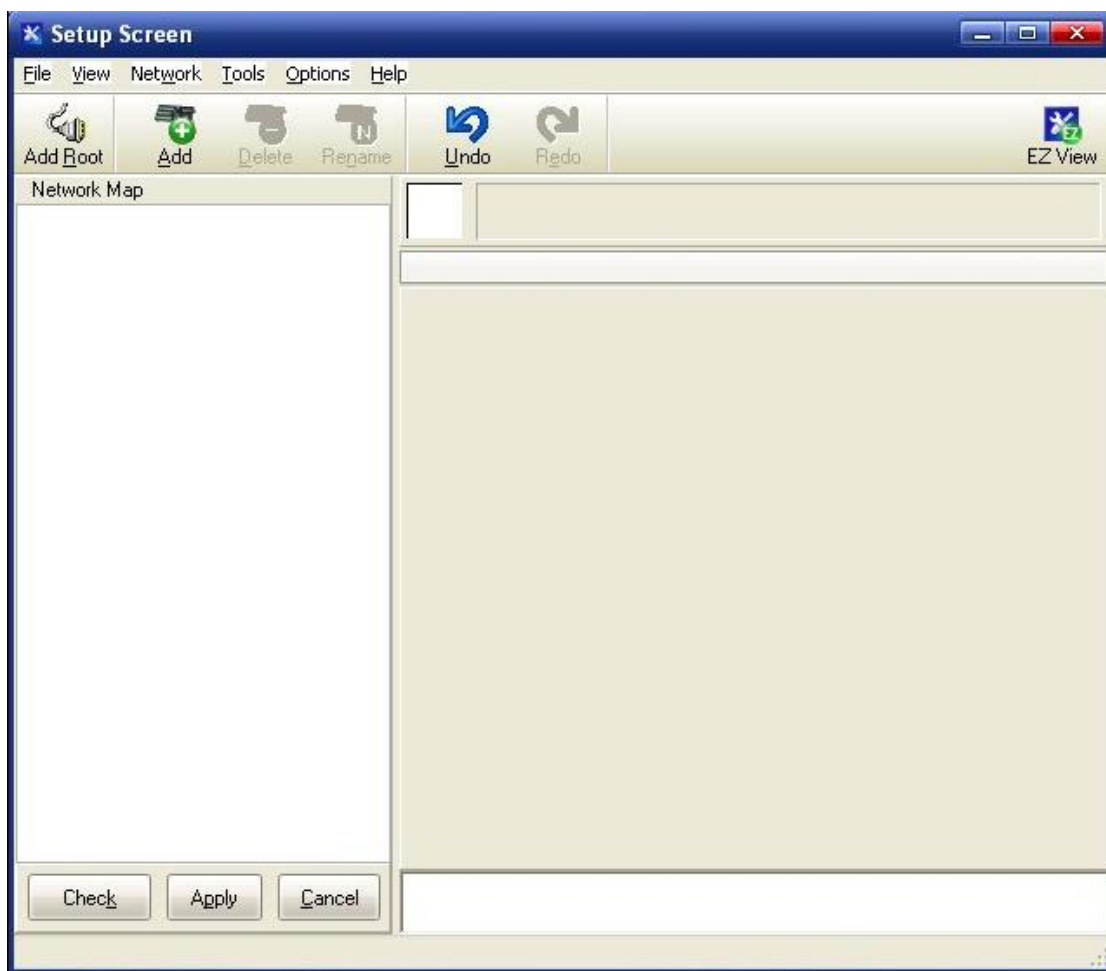 Setup Screen
File View Network Tools Options Help
Add Root Add Delete Rename Undo Redo EZ View
Network Map
Check Apply Cancel